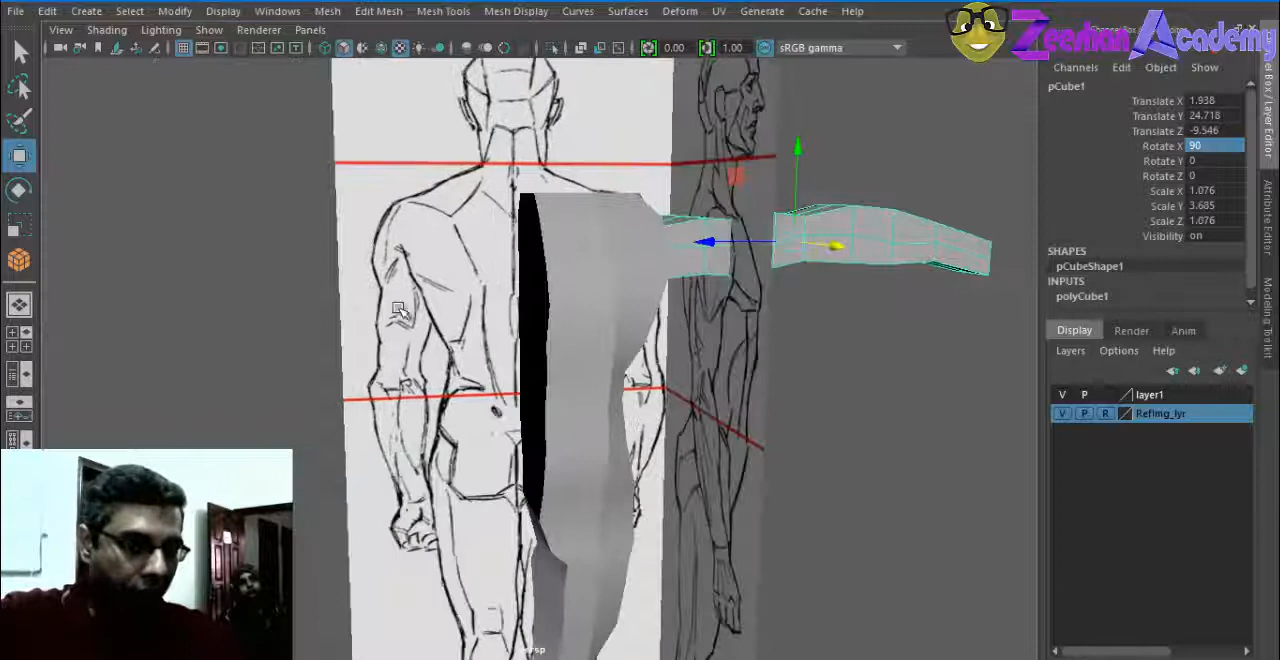 File Edit Create Select Modify Display Windows Mesh Edit Mesh Mesh Tools Mesh Display Curves Surfaces Deform UV Generate Cache Help
Zeeshan Academy
View Shading Lighting Show Renderer Panels
0.00 1.00 sRGB gamma
Channels Edit Object Show
pCube1
Translate X 1.938
Translate Y 24.718
Translate Z -9.546
Rotate X 90
Rotate Y 0
Rotate Z 0
Scale X 1.076
Scale Y 3.685
Scale Z 1.076
Visibility on
SHAPES
pCubeShape1
INPUTS
polyCube1
Display Render Anim
Layers Options Help
V P layer1
V P R RefImg_lyr
persp
Attribute Editor
Modeling Toolkit